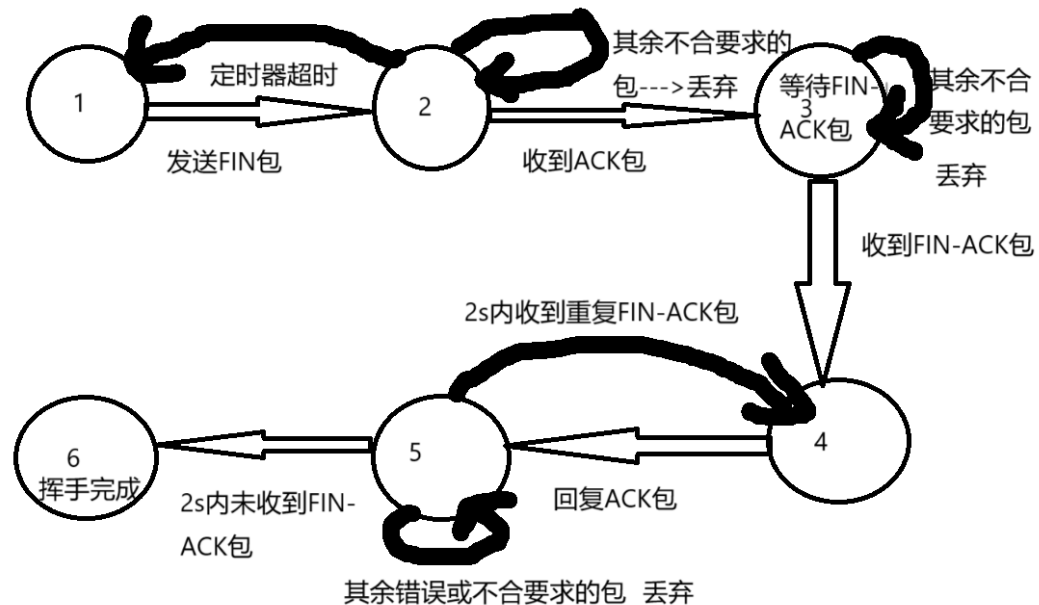 1
定时器超时
发送FIN包
2
其余不合要求的
包--->丢弃
收到ACK包
等待FIN-
3
ACK包
其余不合
要求的包
丢弃
收到FIN-ACK包
2s内收到重复FIN-ACK包
4
回复ACK包
5
其余错误或不合要求的包 丢弃
2s内未收到FIN-
ACK包
6
挥手完成